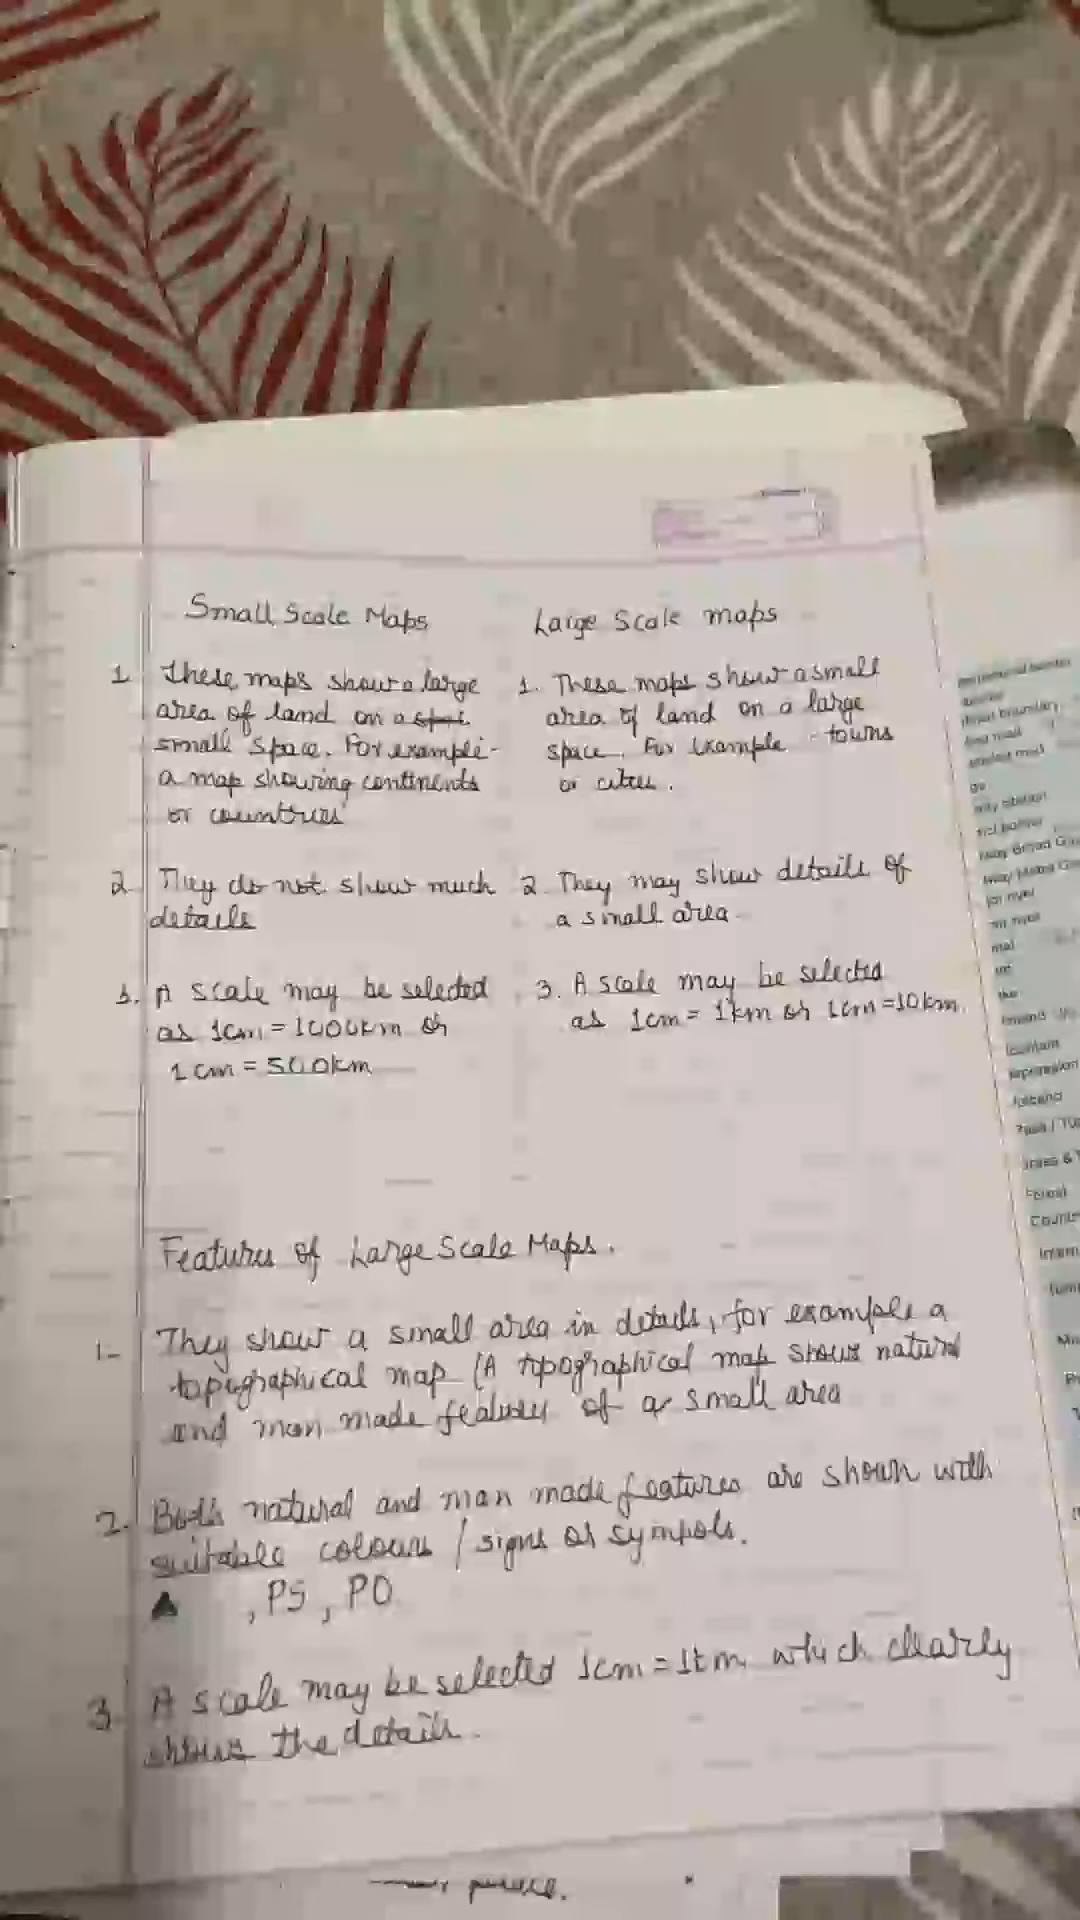 Small Scale Maps
1. These maps show a large
area of land on a
small space. For example-
a map showing continents
or countries
2. They do not show much
details
3. A scale may be selected
as 1cm = 1000km or
1 cm = 500km
Large Scale maps
1. These maps show a small
area of land on a large
space. For example - towns
or cities.
2. They may show details of
a small area
3. A scale may be selected
as 1cm = 1km or 1cm =10km.
Features of Large Scale Maps.
1- They show a small area in details, for example a
topographical map (A topographical map shows natural
and man made features of a small area
2. Both natural and man made features are shown with
suitable colours / signs or symbols.
, PS, PO
3. A scale may be selected 1cm = 1km which clearly
shows the details.
boundary
road
Volcano
Forest